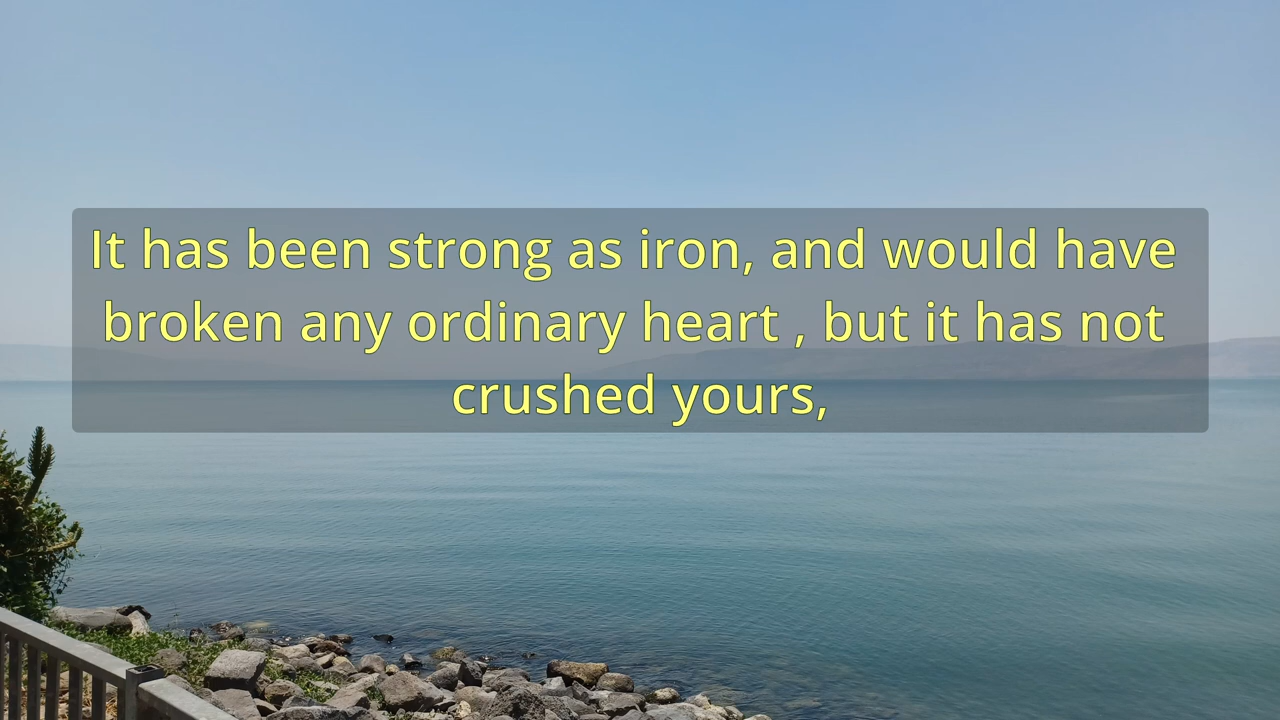 It has been strong as iron, and would have
broken any ordinary heart , but it has not
crushed yours,